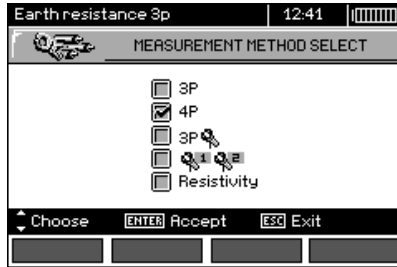 Earth resistance 3p 12:41
MEASUREMENT METHOD SELECT
3P
4P
3P
1 2
Resistivity
Choose ENTER Accept ESC Exit